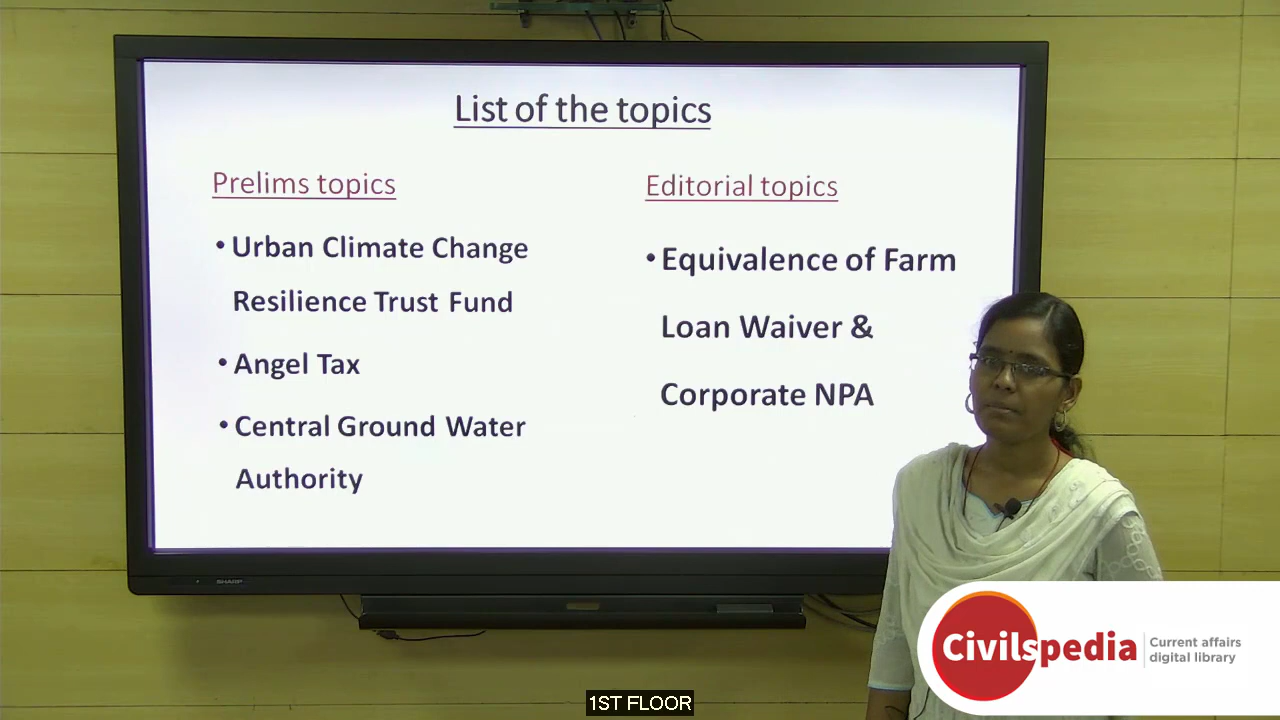 List of the topics
Prelims topics
• Urban Climate Change
Resilience Trust Fund
• Angel Tax
• Central Ground Water
Authority
Editorial topics
• Equivalence of Farm
Loan Waiver &
Corporate NPA
SHARP
Civilspedia
Current affairs
digital library
1ST FLOOR